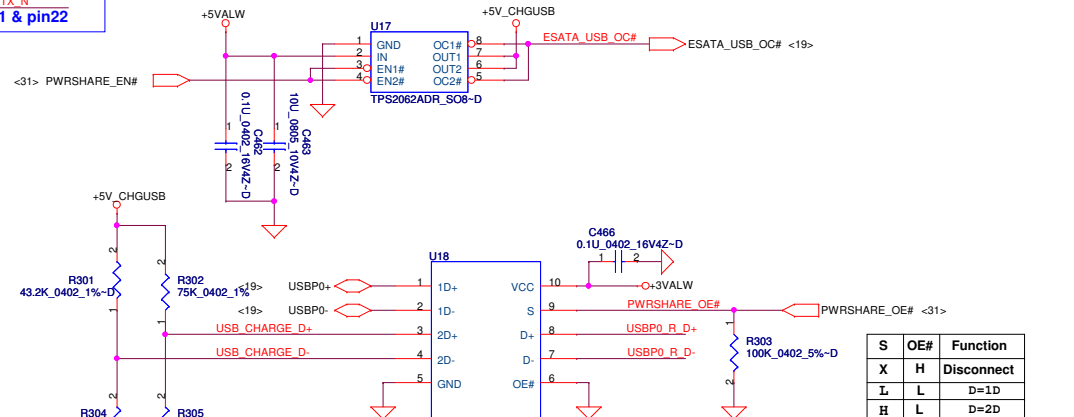 1 & pin22
+5VALW
+5V_CHGUSB
U17
1 GND OC1# 8
2 IN OUT1 7
3 EN1# OUT2 6
4 EN2# OC2# 5
TPS2062ADR_SO8~D
ESATA_USB_OC#
ESATA_USB_OC# <19>
<31> PWRSHARE_EN#
1
2
0.1U_0402_16V4Z~D
C462
1
2
10U_0805_10V4Z~D
C463
+5V_CHGUSB
2
R301
43.2K_0402_1%~D
1
2
R302
75K_0402_1%
1
<19> USBP0+
<19> USBP0-
USB_CHARGE_D+
USB_CHARGE_D-
R304
R305
U18
1 1D+ VCC 10
2 1D- S 9
3 2D+ D+ 8
4 2D- D- 7
5 GND OE# 6
C466
0.1U_0402_16V4Z~D
1 2
+3VALW
PWRSHARE_OE#
PWRSHARE_OE# <31>
USBP0_R_D+
USBP0_R_D-
1
R303
100K_0402_5%~D
2
S OE# Function
X H Disconnect
L L D=1D
H L D=2D